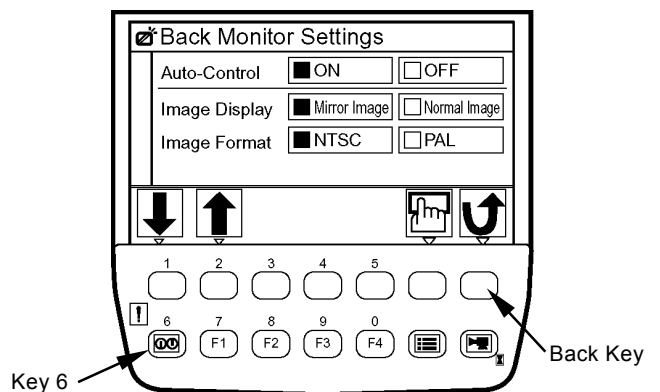 Back Monitor Settings
Auto-Control ON OFF
Image Display Mirror Image Normal Image
Image Format NTSC PAL
1 2 3 4 5
! 6 7 8 9 0
F1 F2 F3 F4
Back Key
Key 6